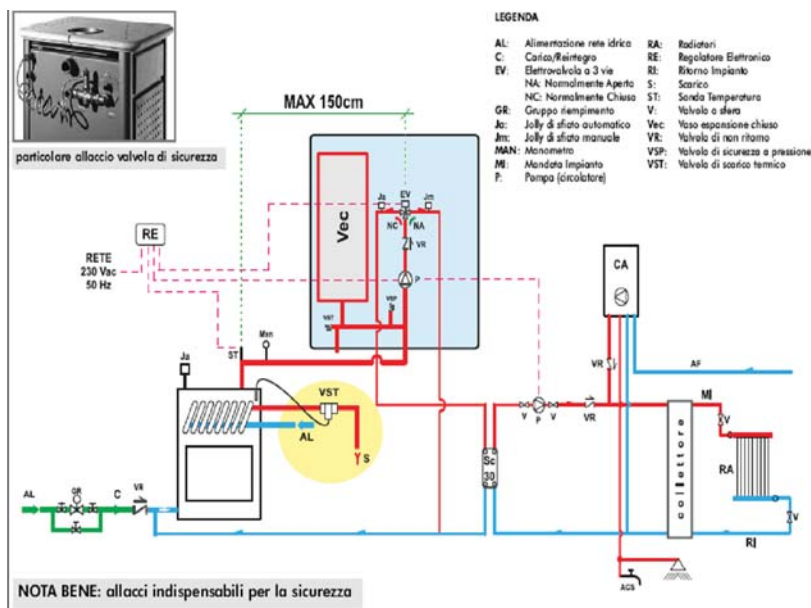 LEGENDA
AL: Alimentazione rete idrica
C: Carico/Reintegro
EV: Elettrovalvola a 3 vie
NA: Normalmente Aperta
NC: Normalmente Chiusa
GR: Gruppo riempimento
Ja: Jolly di sfiato automatico
Jm: Jolly di sfiato manuale
MAN: Manometro
MI: Mandata Impianto
P: Pompa (circolatore)
RA: Radiatori
RE: Regolatore Elettronico
RI: Ritorno Impianto
S: Scarico
ST: Sonda Temperatura
V: Valvola a sfera
Vec: Vaso espansione chiuso
VR: Valvola di non ritorno
VSP: Valvola di sicurezza a pressione
VST: Valvola di scarico termico
MAX 150cm
particolare allaccio valvola di sicurezza
Ja EV Jm
NC NA
Vec
VR
RE
RETE
230 Vac
50 Hz
P
CA
VSP
VST
ST
Man
Ja
VR
AF
VST
MI
AL
V P V
VR
V
S
Sc
30
collettore
RA
AL
GR
C
VR
V
RI
ACS
NOTA BENE: allacci indispensabili per la sicurezza